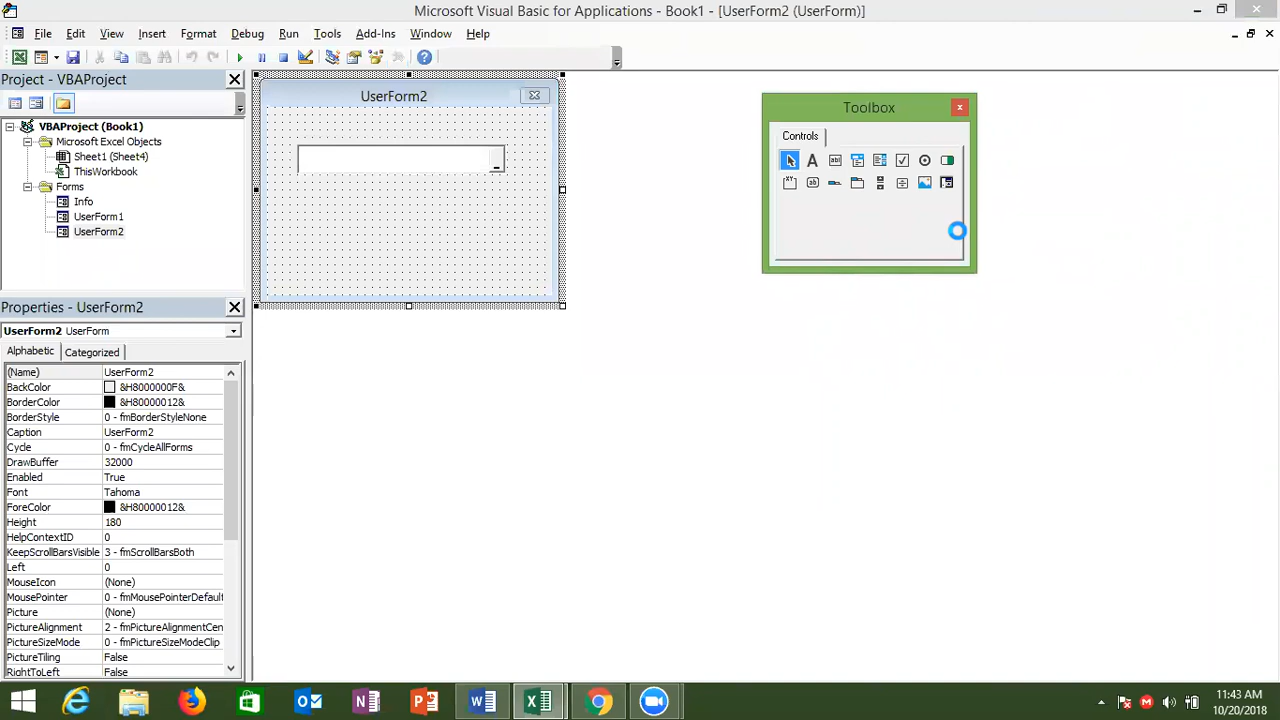 Microsoft Visual Basic for Applications - Book1 - [UserForm2 (UserForm)]
File Edit View Insert Format Debug Run Tools Add-Ins Window Help
Project - VBAProject
VBAProject (Book1)
Microsoft Excel Objects
Sheet1 (Sheet4)
ThisWorkbook
Forms
Info
UserForm1
UserForm2
UserForm2
Toolbox
Controls
Properties - UserForm2
UserForm2 UserForm
Alphabetic Categorized
(Name) UserForm2
BackColor &H8000000F&
BorderColor &H80000012&
BorderStyle 0 - fmBorderStyleNone
Caption UserForm2
Cycle 0 - fmCycleAllForms
DrawBuffer 32000
Enabled True
Font Tahoma
ForeColor &H80000012&
Height 180
HelpContextID 0
KeepScrollBarsVisible 3 - fmScrollBarsBoth
Left 0
MouseIcon (None)
MousePointer 0 - fmMousePointerDefault
Picture (None)
PictureAlignment 2 - fmPictureAlignmentCen
PictureSizeMode 0 - fmPictureSizeModeClip
PictureTiling False
RightToLeft False
11:43 AM
10/20/2018